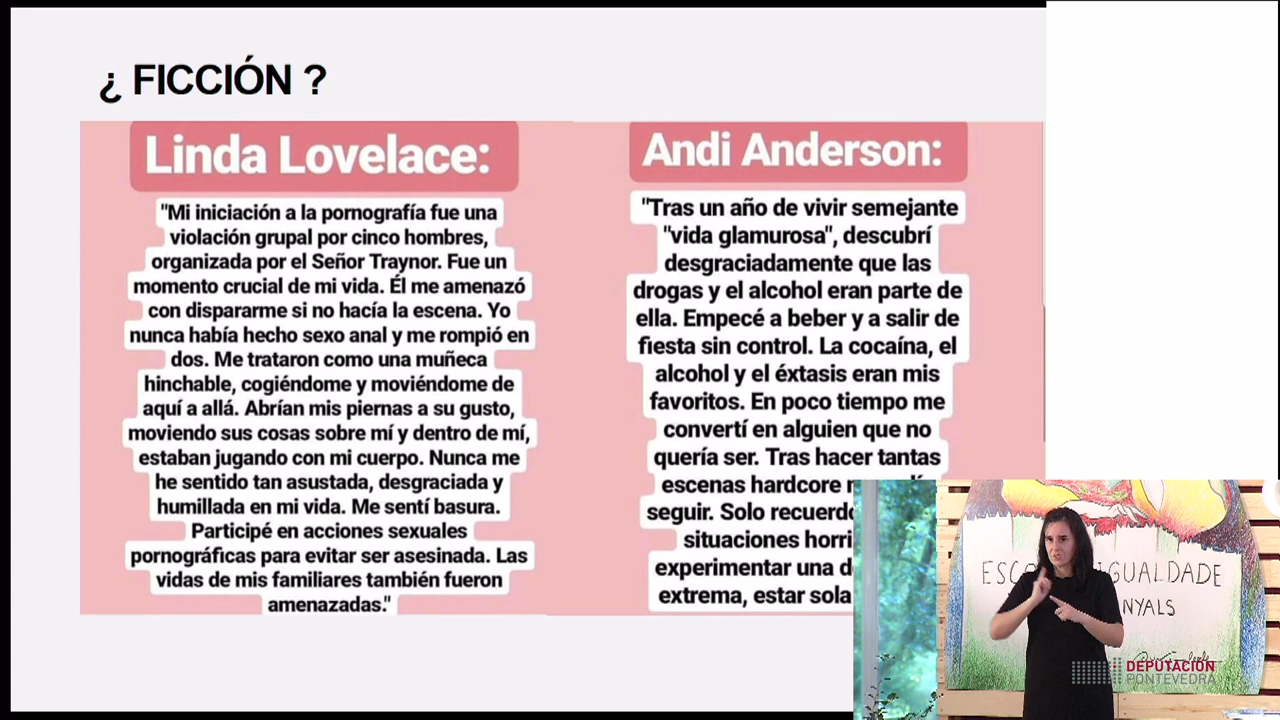 ¿ FICCIÓN ?
Linda Lovelace:
"Mi iniciación a la pornografía fue una
violación grupal por cinco hombres,
organizada por el Señor Traynor. Fue un
momento crucial de mi vida. Él me amenazó
con dispararme si no hacía la escena. Yo
nunca había hecho sexo anal y me rompió en
dos. Me trataron como una muñeca
hinchable, cogiéndome y moviéndome de
aquí a allá. Abrían mis piernas a su gusto,
moviendo sus cosas sobre mí y dentro de mí,
estaban jugando con mi cuerpo. Nunca me
he sentido tan asustada, desgraciada y
humillada en mi vida. Me sentí basura.
Participé en acciones sexuales
pornográficas para evitar ser asesinada. Las
vidas de mis familiares también fueron
amenazadas."
Andi Anderson:
"Tras un año de vivir semejante
"vida glamurosa", descubrí
desgraciadamente que las
drogas y el alcohol eran parte de
ella. Empecé a beber y a salir de
fiesta sin control. La cocaína, el
alcohol y el éxtasis eran mis
favoritos. En poco tiempo me
convertí en alguien que no
quería ser. Tras hacer tantas
escenas hardcore
seguir. Solo
situaciones
experimentar una
extrema, estar sola
IGUALDADE
NYALS
DEPUTACIÓN
PONTEVEDRA